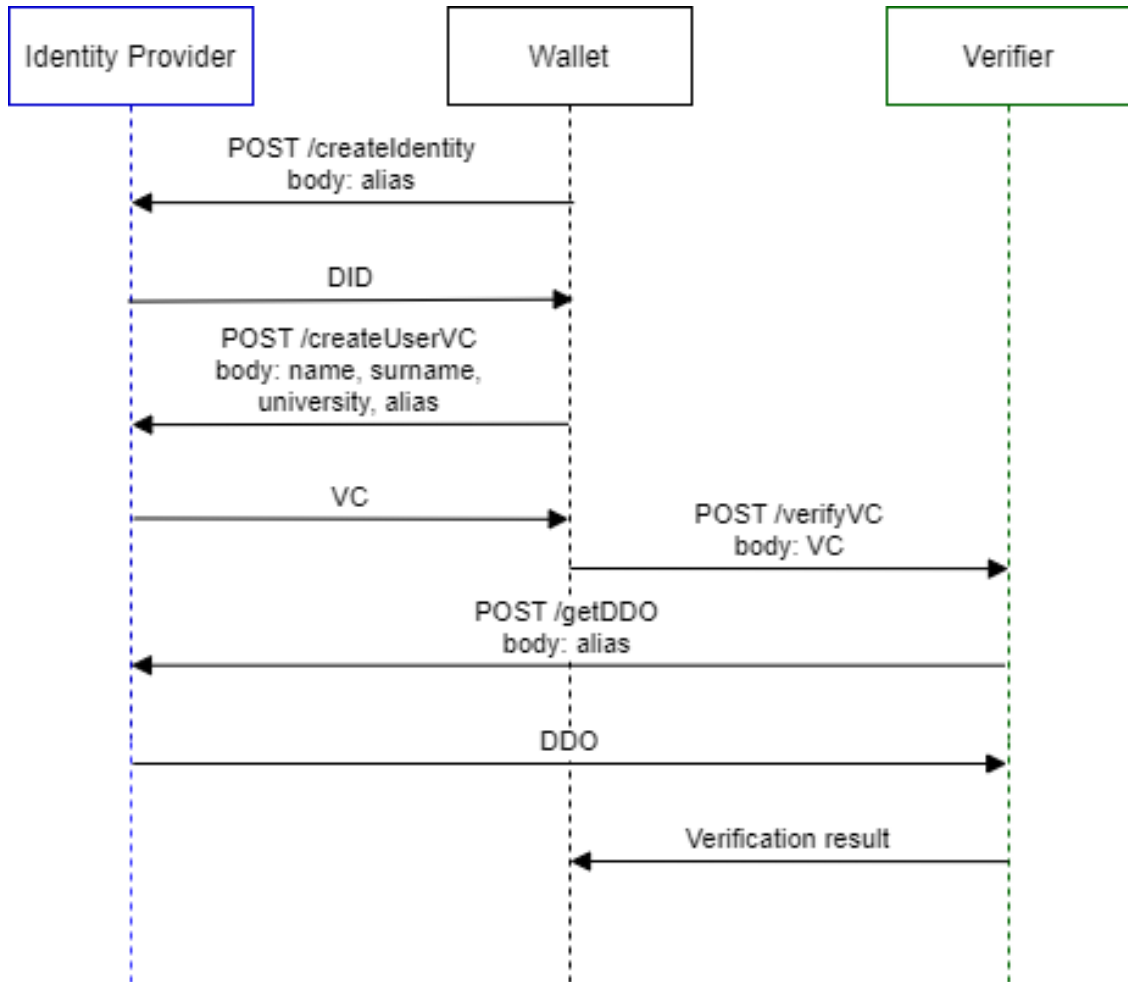 Identity Provider
Wallet
Verifier
POST /createIdentity
body: alias
DID
POST /createUserVC
body: name, surname,
university, alias
VC
POST /verifyVC
body: VC
POST /getDDO
body: alias
DDO
Verification result